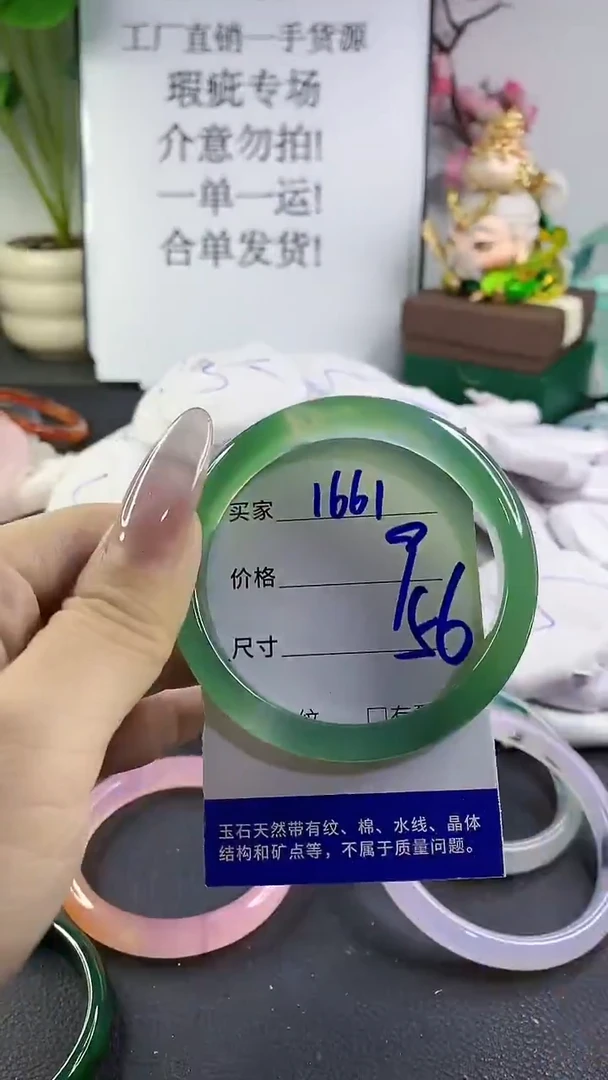 工厂直销一手货源
瑕疵专场
介意勿拍!
一单一运!
合单发货!
买家 1661
价格
尺寸 56
纹 □有
玉石天然带有纹、棉、水线、晶体
结构和矿点等，不属于质量问题。